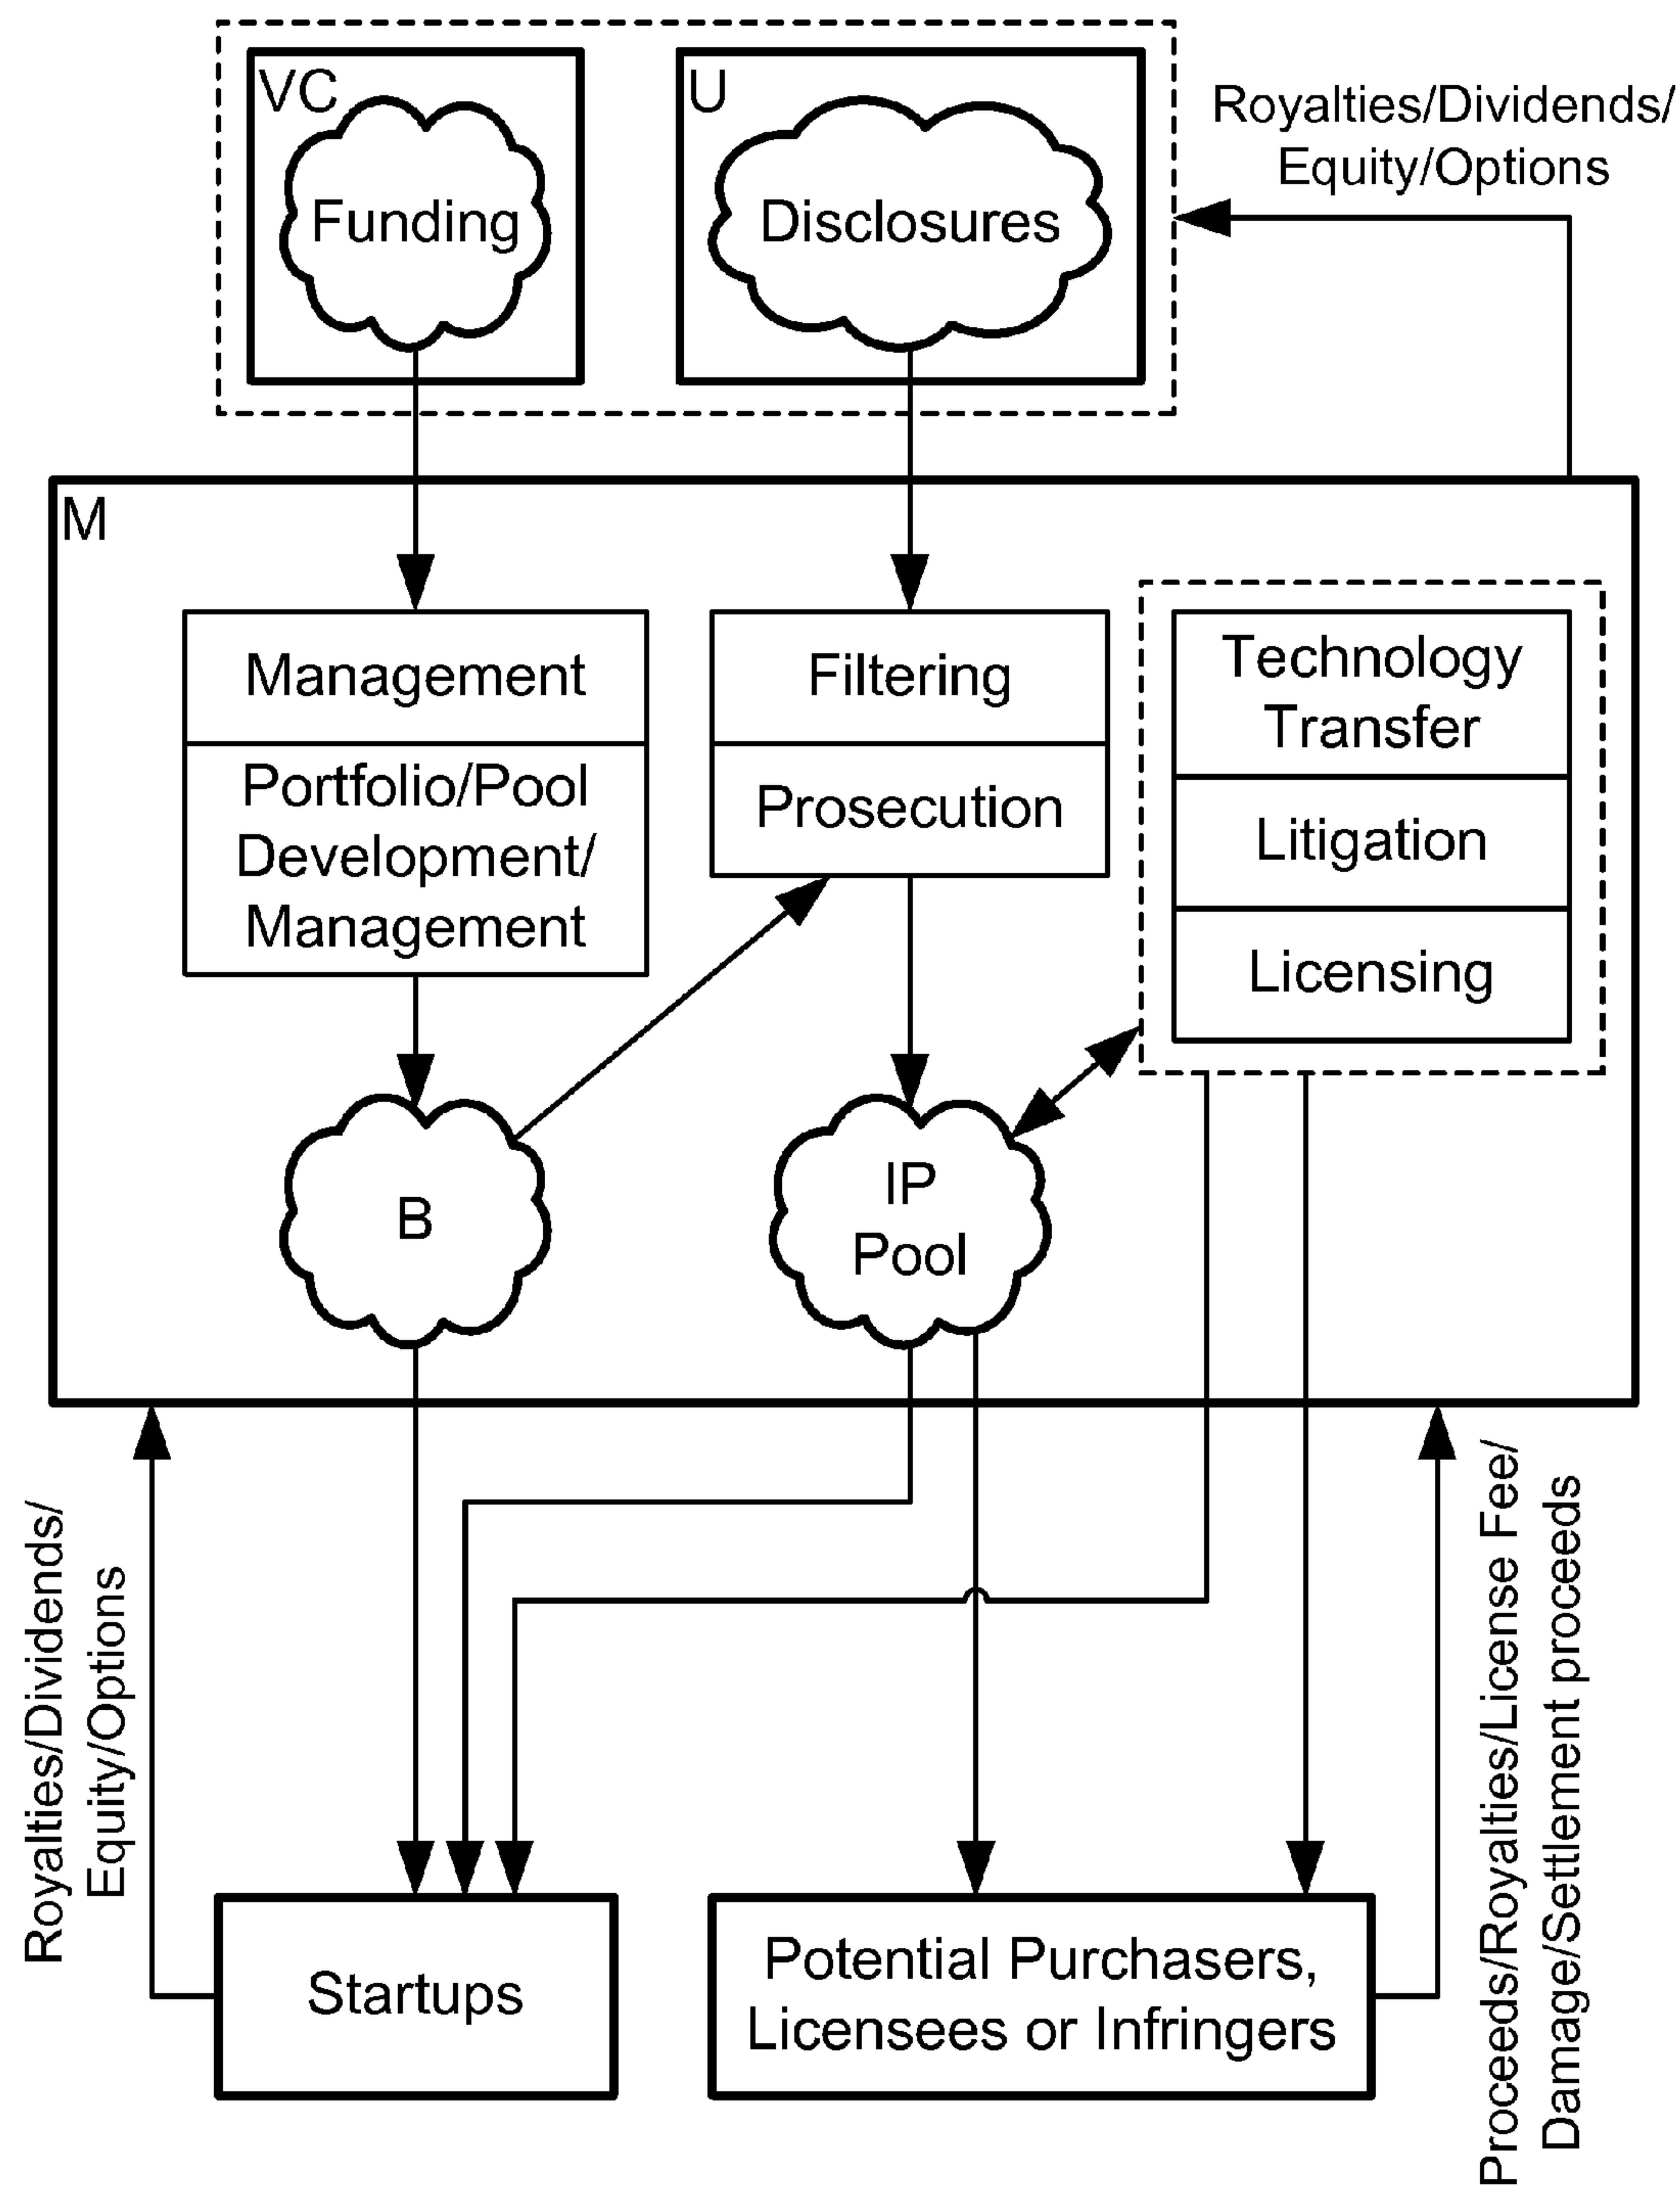 VC
Funding
U
Disclosures
Royalties/Dividends/
Equity/Options
M
Management
Portfolio/Pool
Development/
Management
Filtering
Prosecution
Technology
Transfer
Litigation
Licensing
B
IP
Pool
Royalties/Dividends/
Equity/Options
Startups
Potential Purchasers,
Licensees or Infringers
Proceeds/Royalties/License Fee/
Damage/Settlement proceeds